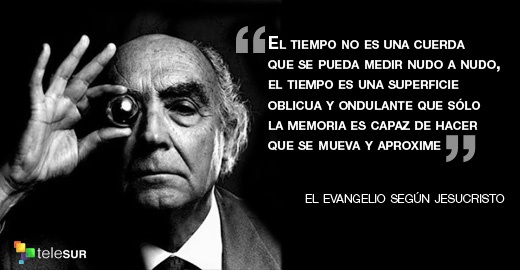 “ EL TIEMPO NO ES UNA CUERDA
QUE SE PUEDA MEDIR NUDO A NUDO,
EL TIEMPO ES UNA SUPERFICIE
OBLICUA Y ONDULANTE QUE SÓLO
LA MEMORIA ES CAPAZ DE HACER
QUE SE MUEVA Y APROXIME ”
EL EVANGELIO SEGÚN JESUCRISTO
teleSUR